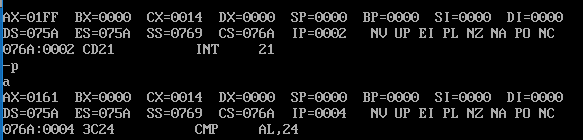 AX=01FF BX=0000 CX=0014 DX=0000 SP=0000 BP=0000 SI=0000 DI=0000
DS=075A ES=075A SS=0769 CS=076A IP=0002 NV UP EI PL NZ NA PO NC
076A:0002 CD21 INT 21
-p
a
AX=0161 BX=0000 CX=0014 DX=0000 SP=0000 BP=0000 SI=0000 DI=0000
DS=075A ES=075A SS=0769 CS=076A IP=0004 NV UP EI PL NZ NA PO NC
076A:0004 3C24 CMP AL,24